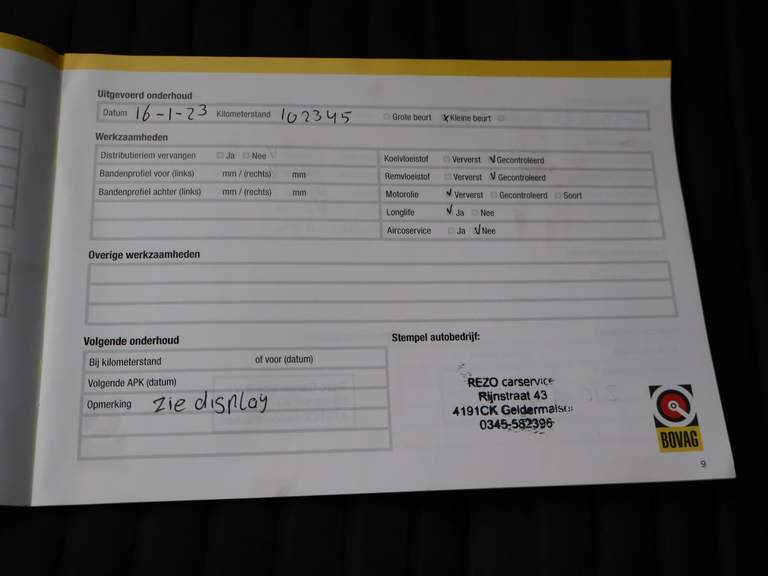 Uitgevoerd onderhoud
Datum 16-1-23 Kilometerstand 102345 Grote beurt Kleine beurt
Werkzaamheden
Distributieriem vervangen Ja Nee
Bandenprofiel voor (links) mm / (rechts) mm
Bandenprofiel achter (links) mm / (rechts) mm
Koelvloeistof Ververst Gecontroleerd
Remvloeistof Ververst Gecontroleerd
Motorolie Ververst Gecontroleerd Soort
Longlife Ja Nee
Aircoservice Ja Nee
Overige werkzaamheden
Volgende onderhoud
Bij kilometerstand of voor (datum)
Volgende APK (datum)
Opmerking zie display
Stempel autobedrijf:
REZO carservice
Rijnstraat 43
4191CK Geldermalsen
0345-582396
BOVAG
9